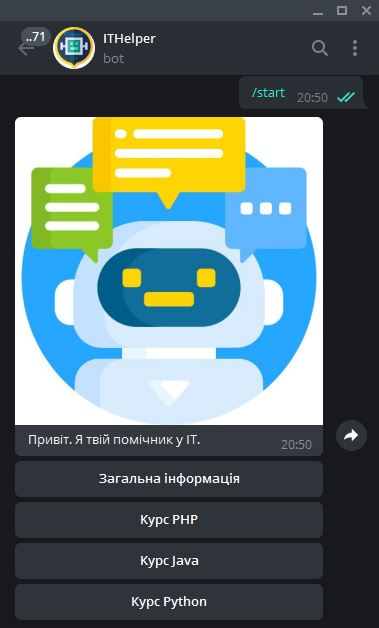 ..71
ITHelper
bot
/start
20:50
Привіт. Я твій помічник у ІТ.
20:50
Загальна інформація
Курс PHP
Курс Java
Курс Python